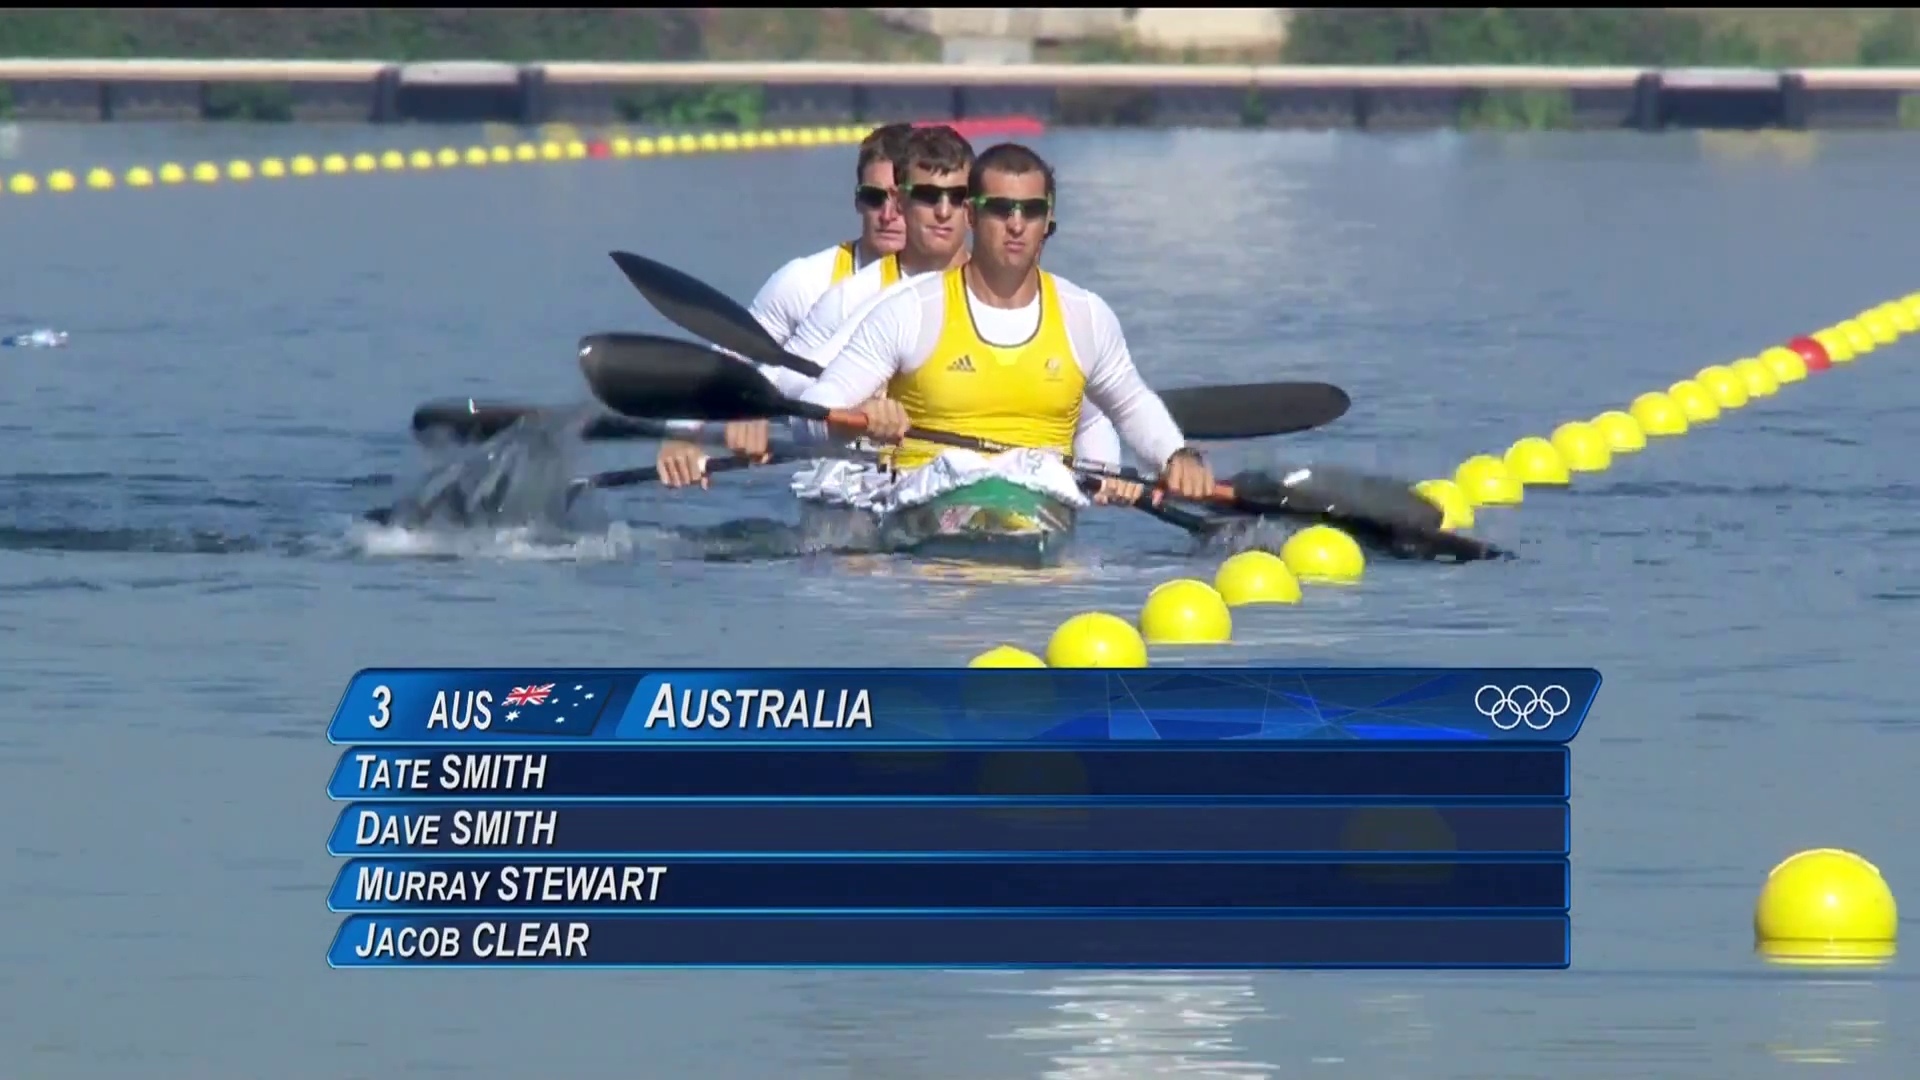 3 AUS AUSTRALIA
TATE SMITH
DAVE SMITH
MURRAY STEWART
JACOB CLEAR